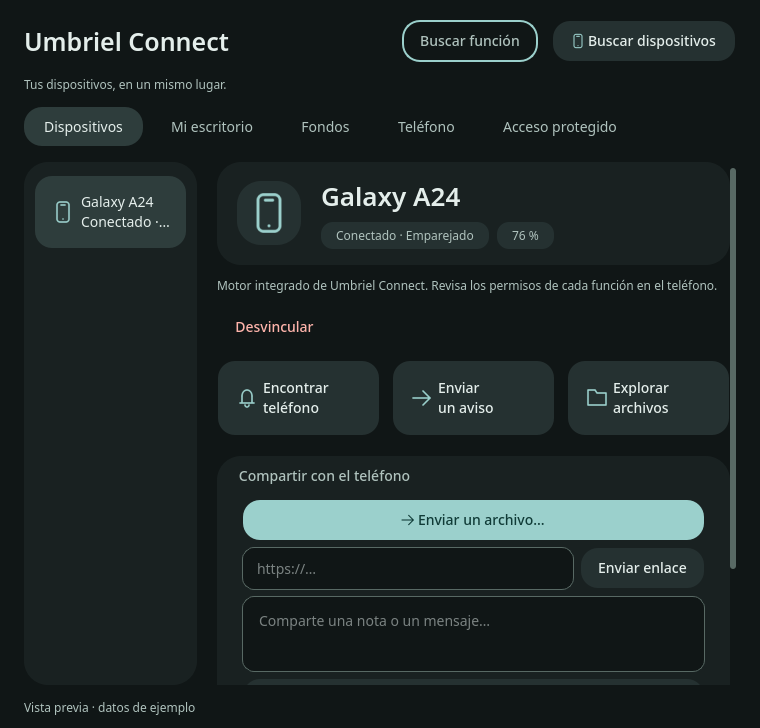 Umbriel Connect
Buscar función
Buscar dispositivos
Tus dispositivos, en un mismo lugar.
Dispositivos
Mi escritorio
Fondos
Teléfono
Acceso protegido
Galaxy A24
Conectado ·...
Galaxy A24
Conectado · Emparejado
76 %
Motor integrado de Umbriel Connect. Revisa los permisos de cada función en el teléfono.
Desvincular
Encontrar
teléfono
Enviar
un aviso
Explorar
archivos
Compartir con el teléfono
Enviar un archivo...
https://...
Enviar enlace
Comparte una nota o un mensaje...
Vista previa · datos de ejemplo